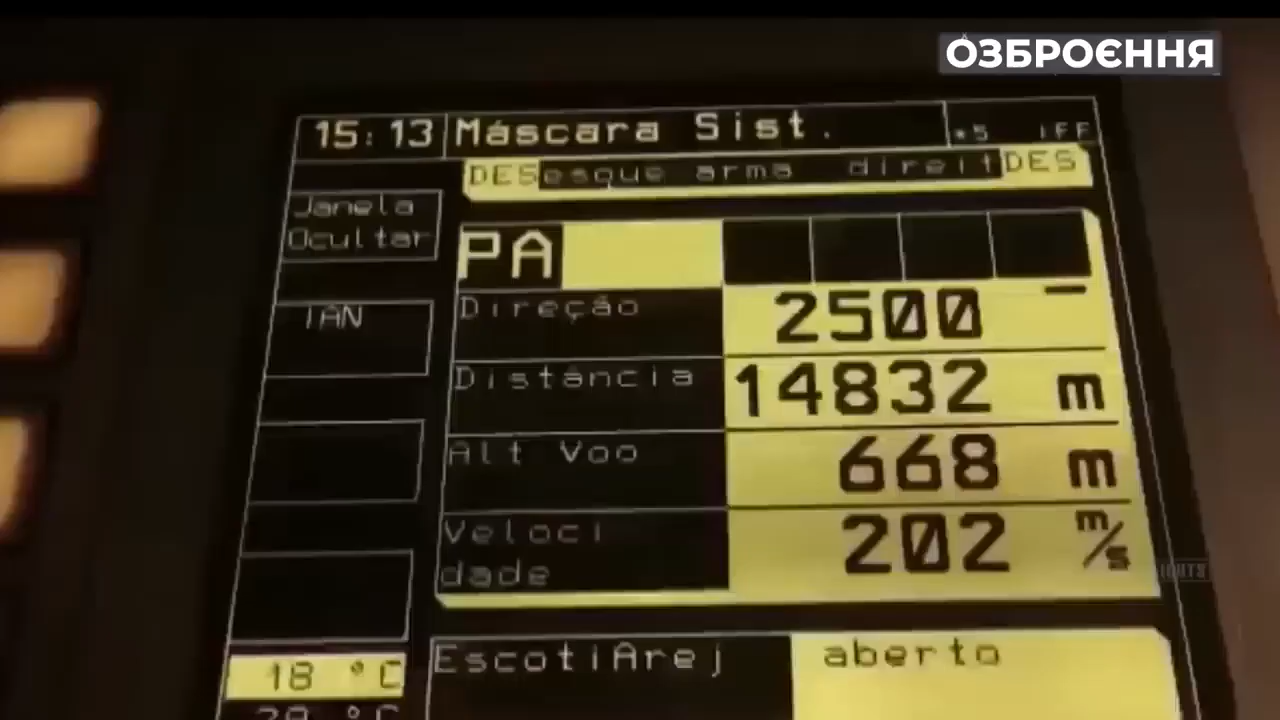 ОЗБРОЄННЯ
15:13 Máscara Sist. *5 IFF
DESesque arma direitDES
Janela
Ocultar
PA
IAN
Direção 2500 -
Distância 14832 m
Alt Voo 668 m
Veloci
dade 202 m/s
EscotiArej aberto
18 °C